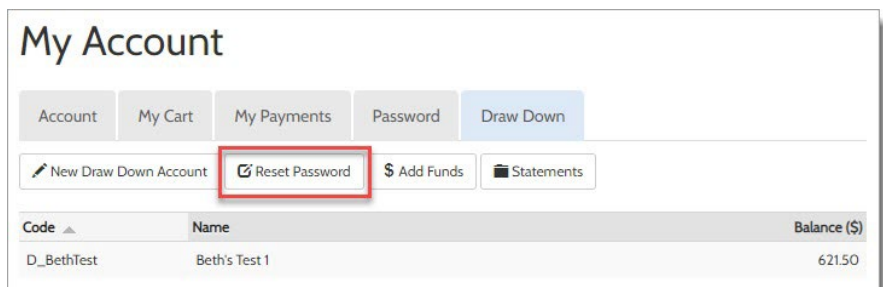 My Account
Account My Cart My Payments Password Draw Down
New Draw Down Account Reset Password $ Add Funds Statements
Code Name Balance ($)
D_BethTest Beth's Test 1 621.50